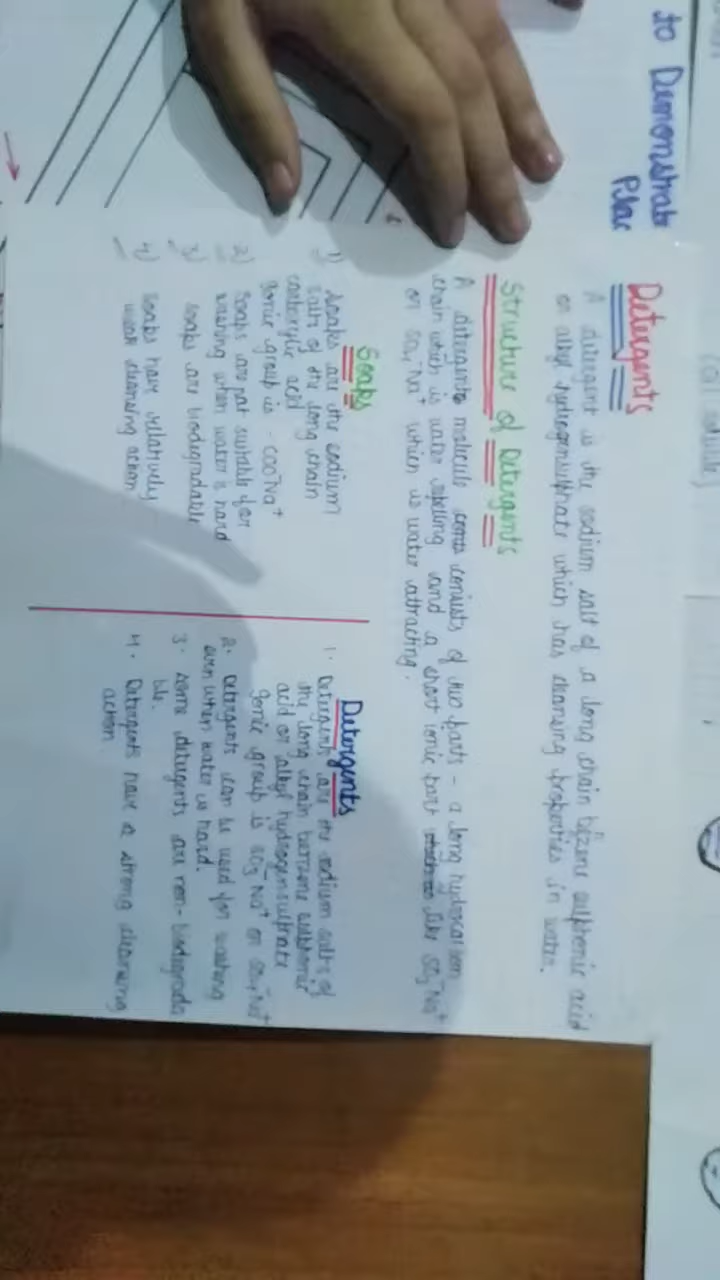 to Demonstrate
Detergents
A detergent is the sodium salt of a long chain bezene sulphonic acid
or alkyl hydrogensulphate which has cleansing properties in water.
Structure of Detergents
A detergents molecule consists of two parts - a long hydrocarbon
chain which is water repelling and a short ionic part like SO₃⁻Na⁺
or SO₄⁻Na⁺ which is water attracting.
Soaps
1) Soaps are the sodium
salts of the long chain
carboxylic acid
Ionic group is - COO⁻Na⁺
2) Soaps are not suitable for
washing when water is hard
3) Soaps are biodegradable
4) Soaps have relatively
weak cleansing action
Detergents
1. Detergents are the sodium salts of
the long chain benzene sulphonic
acid or alkyl hydrogensulphate
Ionic group is SO₃⁻Na⁺ or SO₄⁻Na⁺
2. Detergents can be used for washing
even when water is hard.
3. Some detergents are non-biodegrada
ble.
4. Detergents have a strong cleansing
action.